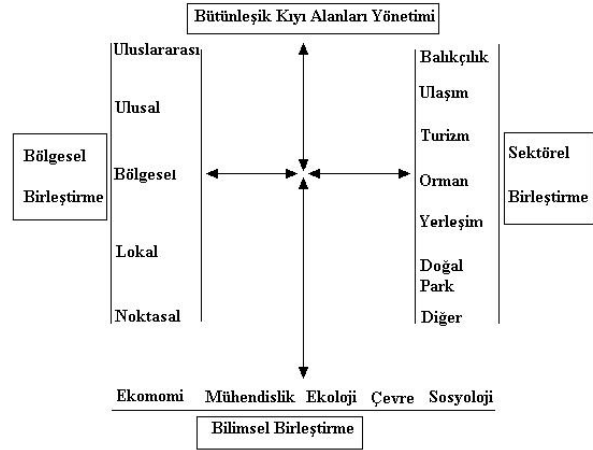 Bütünleşik Kıyı Alanları Yönetimi
Uluslararası
Ulusal
Bölgesel
Lokal
Noktasal
Bölgesel
Birleştirme
Balıkçılık
Ulaşım
Turizm
Orman
Yerleşim
Doğal
Park
Diğer
Sektörel
Birleştirme
Ekomomi Mühendislik Ekoloji Çevre Sosyoloji
Bilimsel Birleştirme